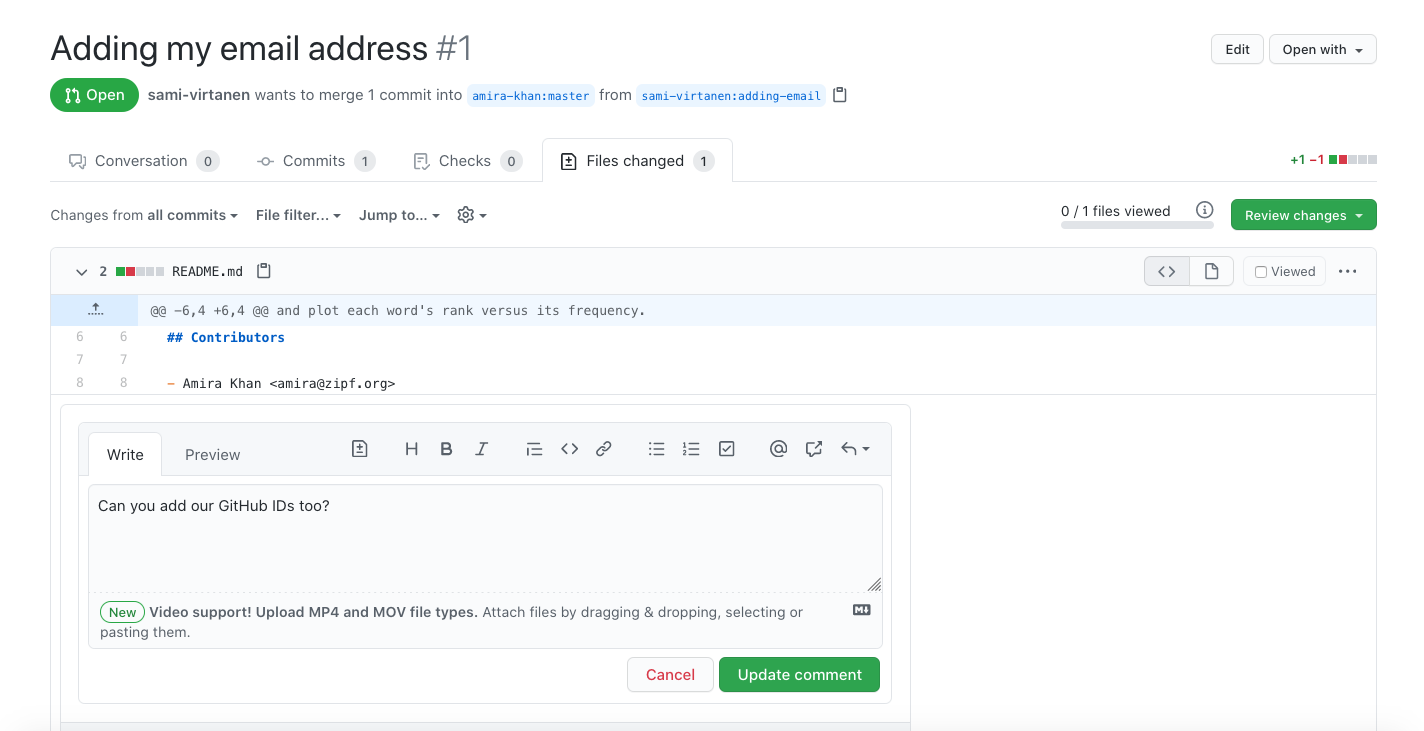 Adding my email address #1
Edit
Open with
Open sami-virtanen wants to merge 1 commit into amira-khan:master from sami-virtanen:adding-email
Conversation 0 Commits 1 Checks 0 Files changed 1
+1 −1
Changes from all commits File filter... Jump to...
0 / 1 files viewed
Review changes
2 README.md
Viewed
@@ -6,4 +6,4 @@ and plot each word's rank versus its frequency.
6 6 ## Contributors
7 7
8 8 - Amira Khan <amira@zipf.org>
Write Preview
Can you add our GitHub IDs too?
New Video support! Upload MP4 and MOV file types. Attach files by dragging & dropping, selecting or
pasting them.
Cancel Update comment